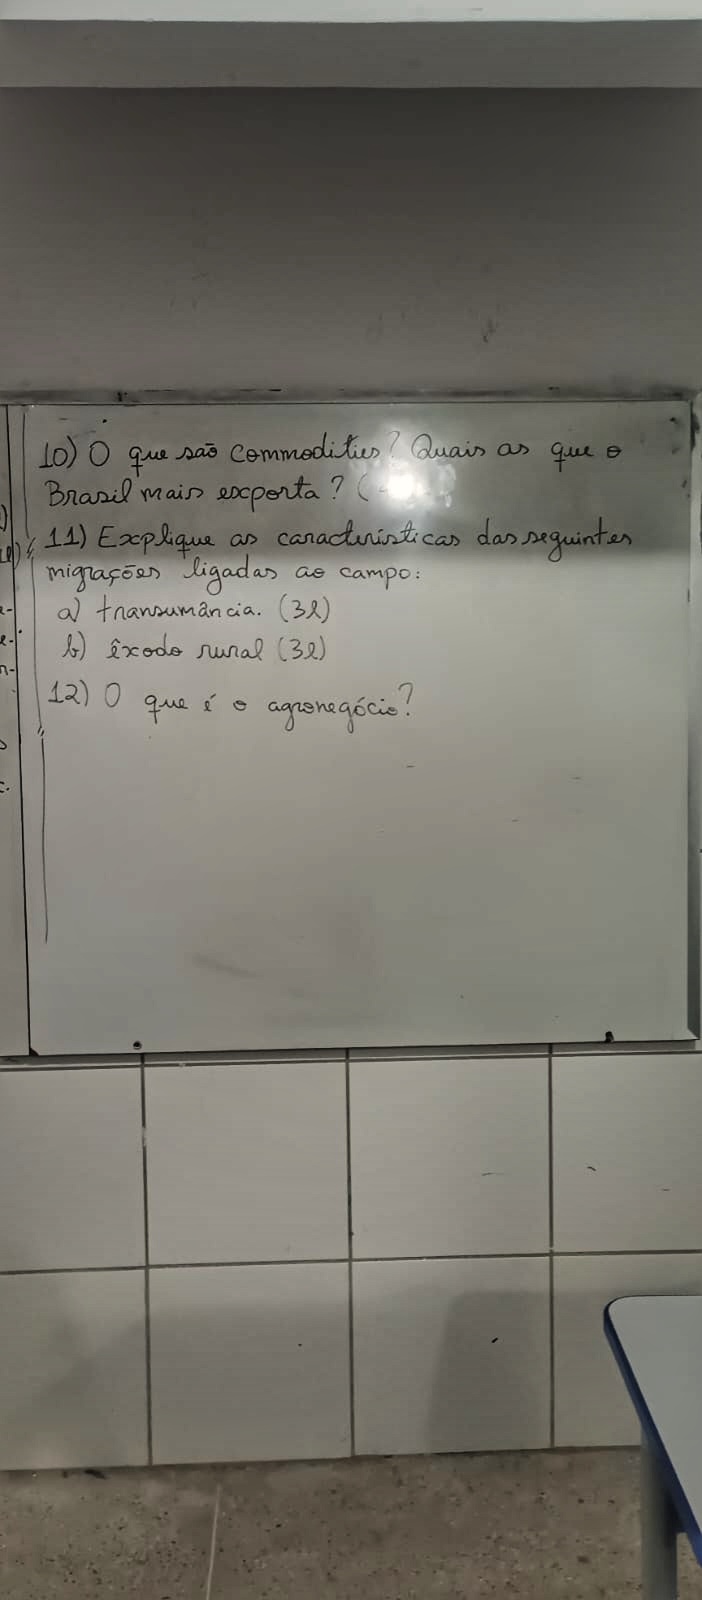 10) O que são commodities? Quais as que o
Brasil mais exporta? (
11) Explique as características das seguintes
migrações ligadas ao campo:
a) transumância. (3l)
b) êxodo rural (3l)
12) O que é o agronegócio?